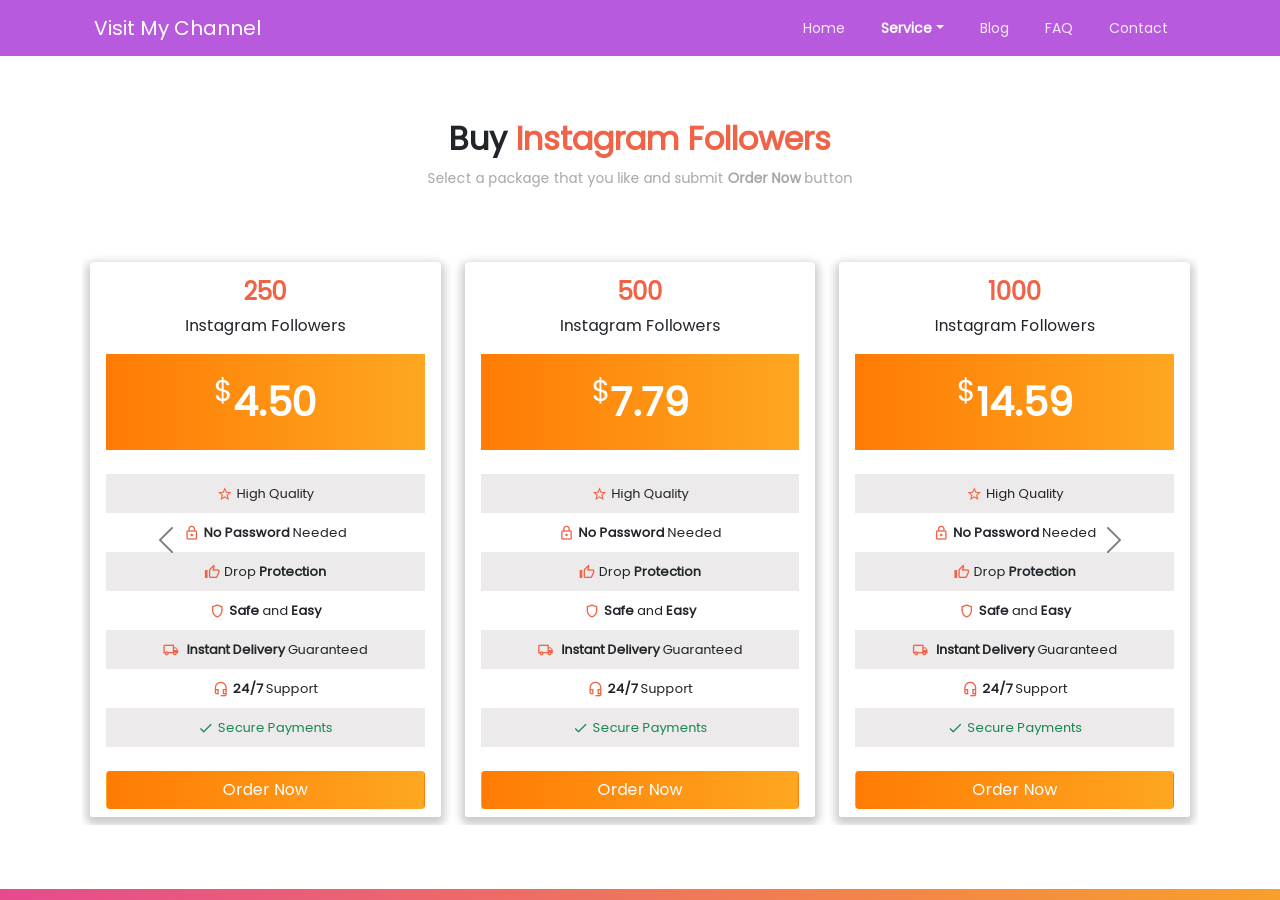 Visit My Channel
Home Service Blog FAQ Contact
Buy Instagram Followers
Select a package that you like and submit Order Now button
250
Instagram Followers
$4.50
High Quality
No Password Needed
Drop Protection
Safe and Easy
Instant Delivery Guaranteed
24/7 Support
Secure Payments
Order Now
500
Instagram Followers
$7.79
High Quality
No Password Needed
Drop Protection
Safe and Easy
Instant Delivery Guaranteed
24/7 Support
Secure Payments
Order Now
1000
Instagram Followers
$14.59
High Quality
No Password Needed
Drop Protection
Safe and Easy
Instant Delivery Guaranteed
24/7 Support
Secure Payments
Order Now